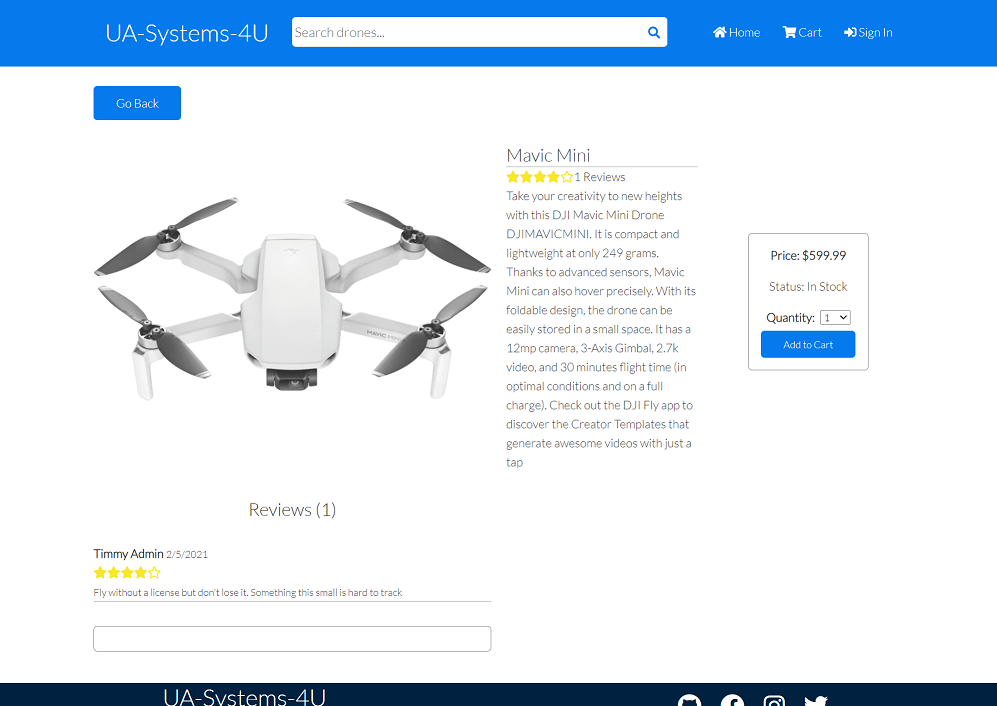 UA-Systems-4U
Search drones...
Home
Cart
Sign In
Go Back
Mavic Mini
1 Reviews
Take your creativity to new heights
with this DJI Mavic Mini Drone
DJIMAVICMINI. It is compact and
lightweight at only 249 grams.
Thanks to advanced sensors, Mavic
Mini can also hover precisely. With its
foldable design, the drone can be
easily stored in a small space. It has a
12mp camera, 3-Axis Gimbal, 2.7k
video, and 30 minutes flight time (in
optimal conditions and on a full
charge). Check out the DJI Fly app to
discover the Creator Templates that
generate awesome videos with just a
tap
Price: $599.99
Status: In Stock
Quantity: 1
Add to Cart
MAVIC MINI
Reviews (1)
Timmy Admin 2/5/2021
Fly without a license but don't lose it. Something this small is hard to track
UA-Systems-4U